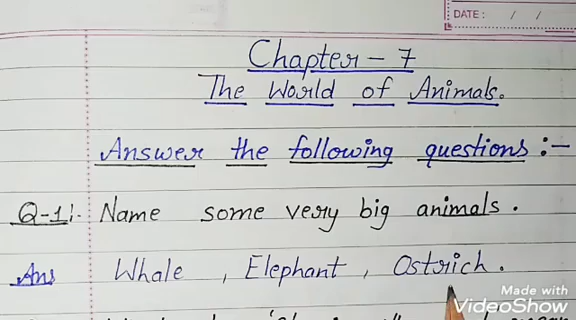 DATE: / /
Chapter - 7
The World of Animals.
Answer the following questions :-
Q-1:. Name some very big animals.
Ans Whale, Elephant, Ostrich.
Made with
VideoShow